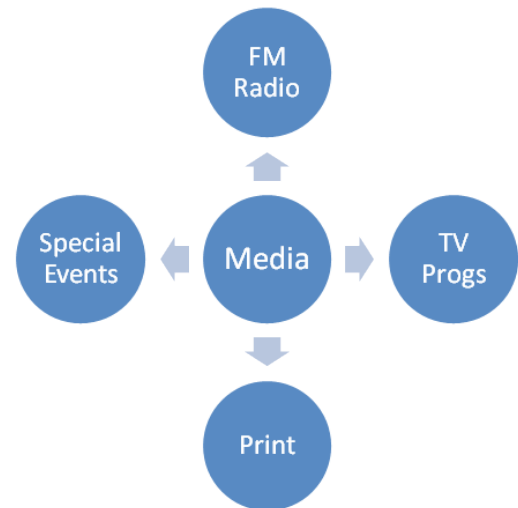 FM
Radio
Special
Events
Media
TV
Progs
Print